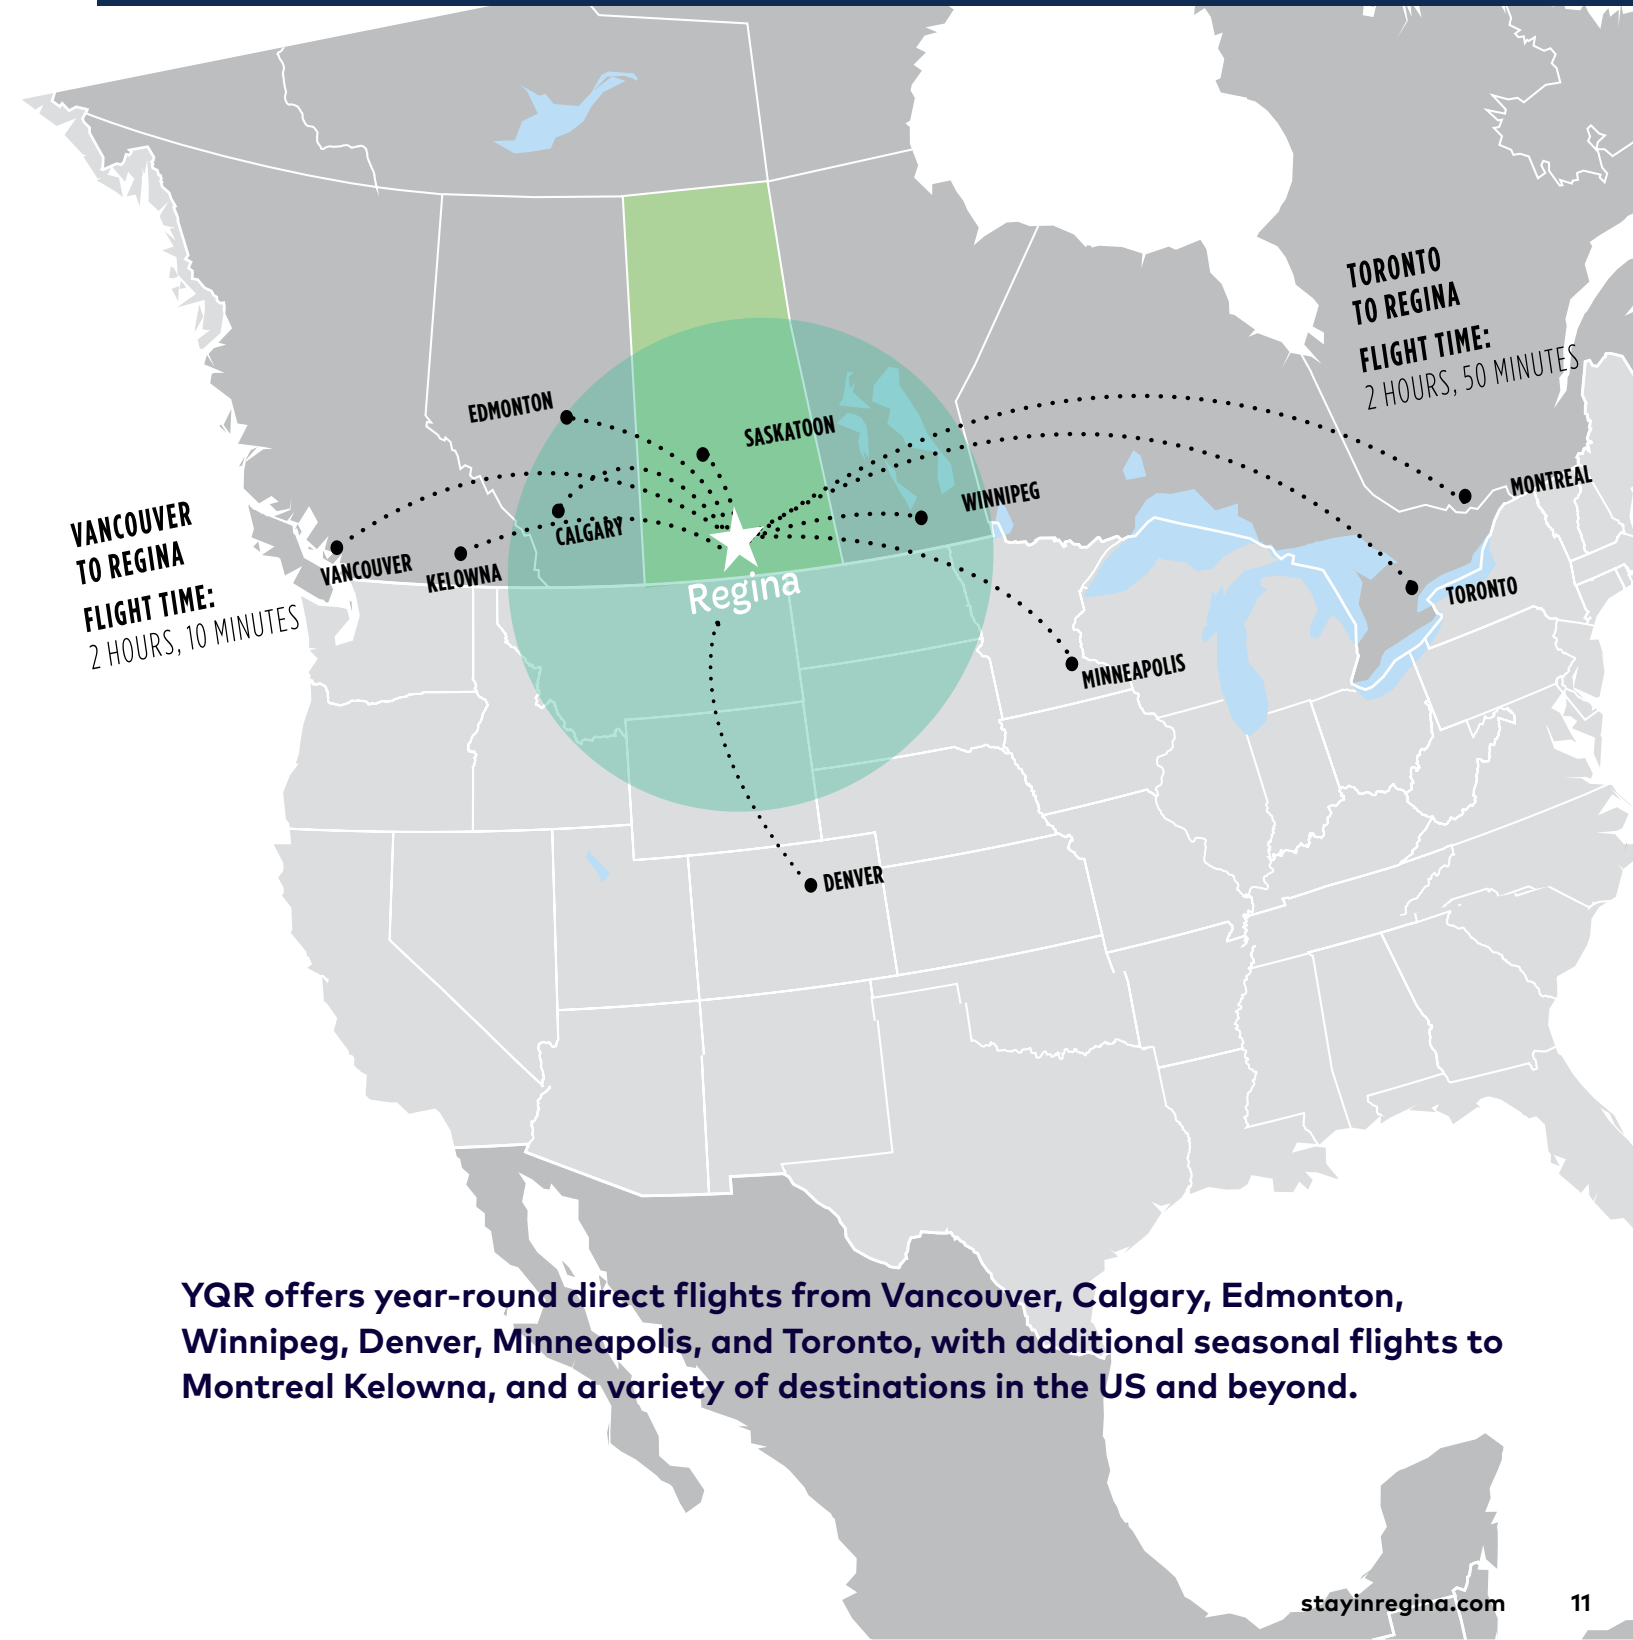 TORONTO
TO REGINA
FLIGHT TIME:
2 HOURS, 50 MINUTES
EDMONTON
SASKATOON
MONTREAL
WINNIPEG
VANCOUVER
TO REGINA
FLIGHT TIME:
2 HOURS, 10 MINUTES
CALGARY
VANCOUVER
KELOWNA
Regina
TORONTO
MINNEAPOLIS
DENVER
YQR offers year-round direct flights from Vancouver, Calgary, Edmonton,
Winnipeg, Denver, Minneapolis, and Toronto, with additional seasonal flights to
Montreal Kelowna, and a variety of destinations in the US and beyond.
stayinregina.com 11